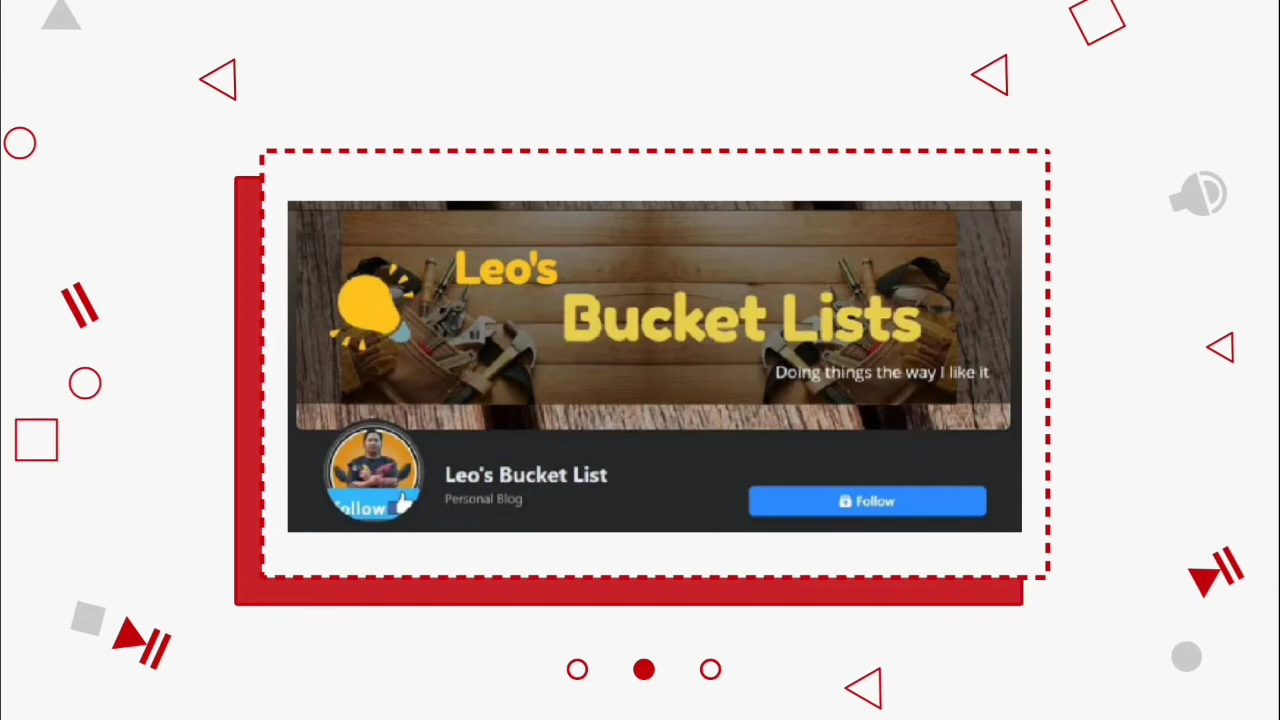 Leo's
Bucket Lists
Doing things the way I like it
Leo's Bucket List
Personal Blog
Follow
follow